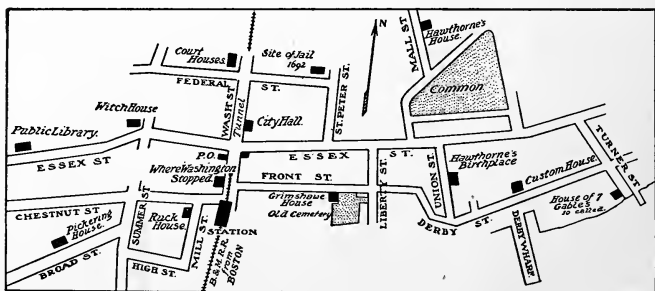 N
MALL ST.
Hawthorne's
House.
Court
Houses.
Site of Jail
1692
FEDERAL
ST.
Common
Witch House
WASH ST
Tunnel
City Hall.
ST. PETER ST.
Public Library.
ESSEX ST
P.O.
ESSEX
ST.
TURNER ST
Where Washington
Stopped.
FRONT ST.
LIBERTY ST.
UNION ST.
Hawthorne's
Birthplace
Custom House.
CHESTNUT ST
SUMMER ST
Ruck
House.
MILL ST.
STATION
Grimshawe
House
Old Cemetery
DERBY ST.
House of 7
Gables
so called.
Pickering
House.
BROAD ST.
HIGH ST.
B. & M. R.R.
from
BOSTON
DERBY WHARF.